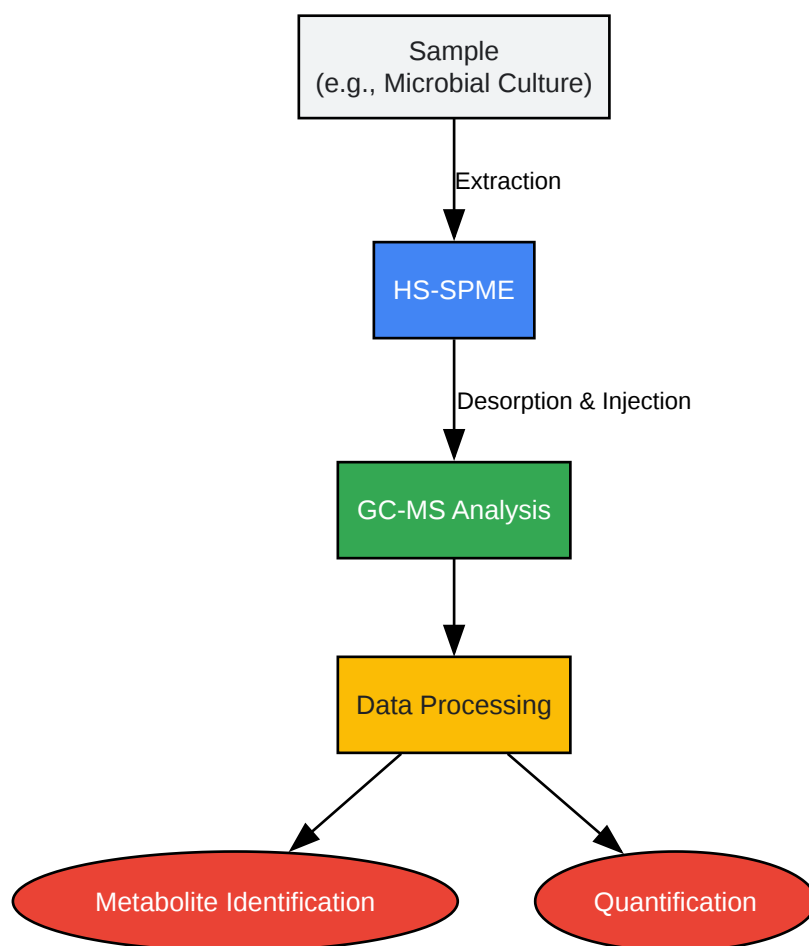 Sample
(e.g., Microbial Culture)
Extraction
HS-SPME
Desorption & Injection
GC-MS Analysis
Data Processing
Metabolite Identification
Quantification